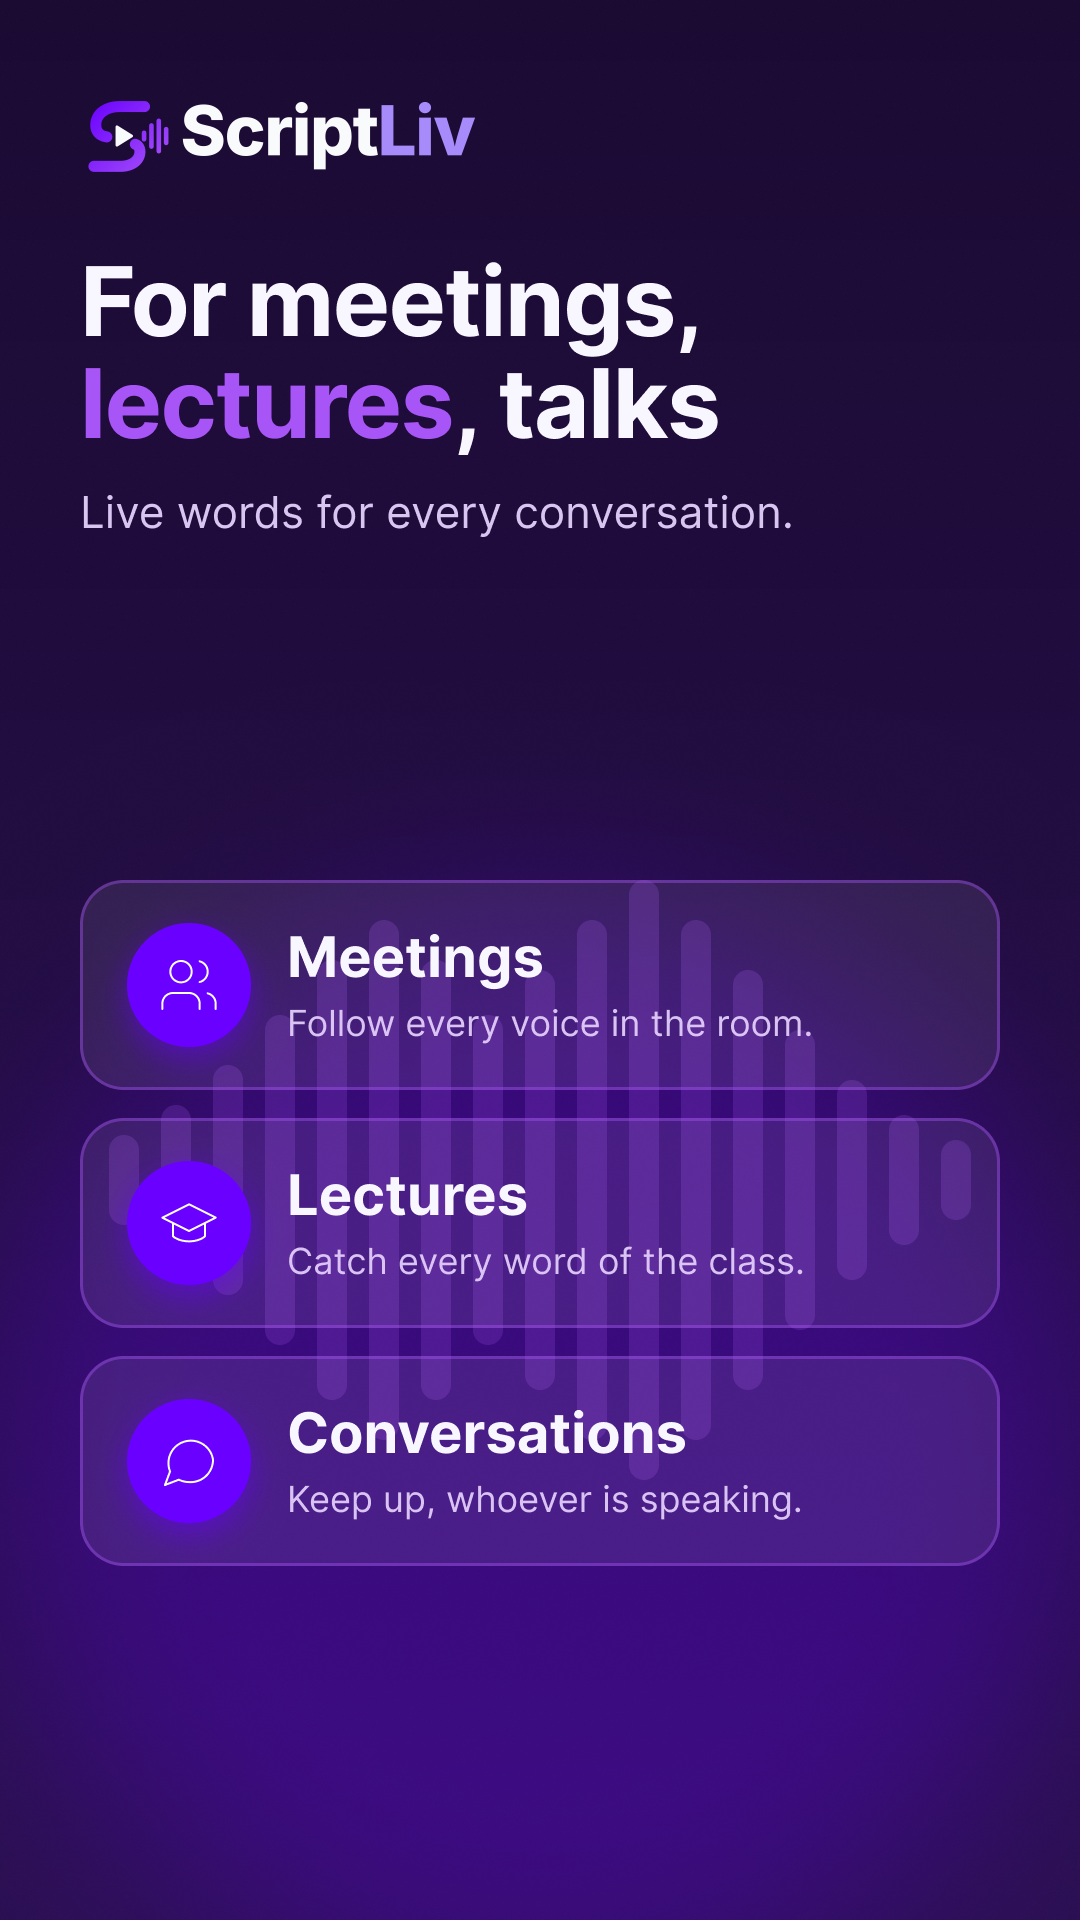 ScriptLiv
For meetings,
lectures, talks
Live words for every conversation.
Meetings
Follow every voice in the room.
Lectures
Catch every word of the class.
Conversations
Keep up, whoever is speaking.